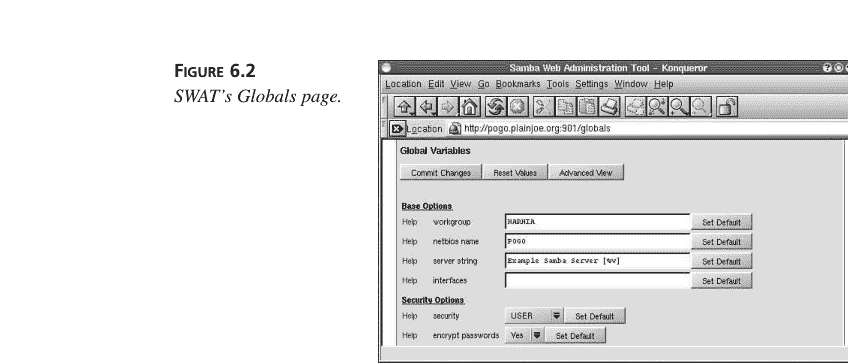 FIGURE 6.2
SWAT's Globals page.
Samba Web Administration Tool – Konqueror
Location Edit View Go Bookmarks Tools Settings Window Help
Location http://pogo.plainjoe.org:901/globals
Global Variables
Commit Changes Reset Values Advanced View
Base Options
Help workgroup NARNIA Set Default
Help netbios name POGO Set Default
Help server string Example Samba Server [%v] Set Default
Help interfaces Set Default
Security Options
Help security USER Set Default
Help encrypt passwords Yes Set Default